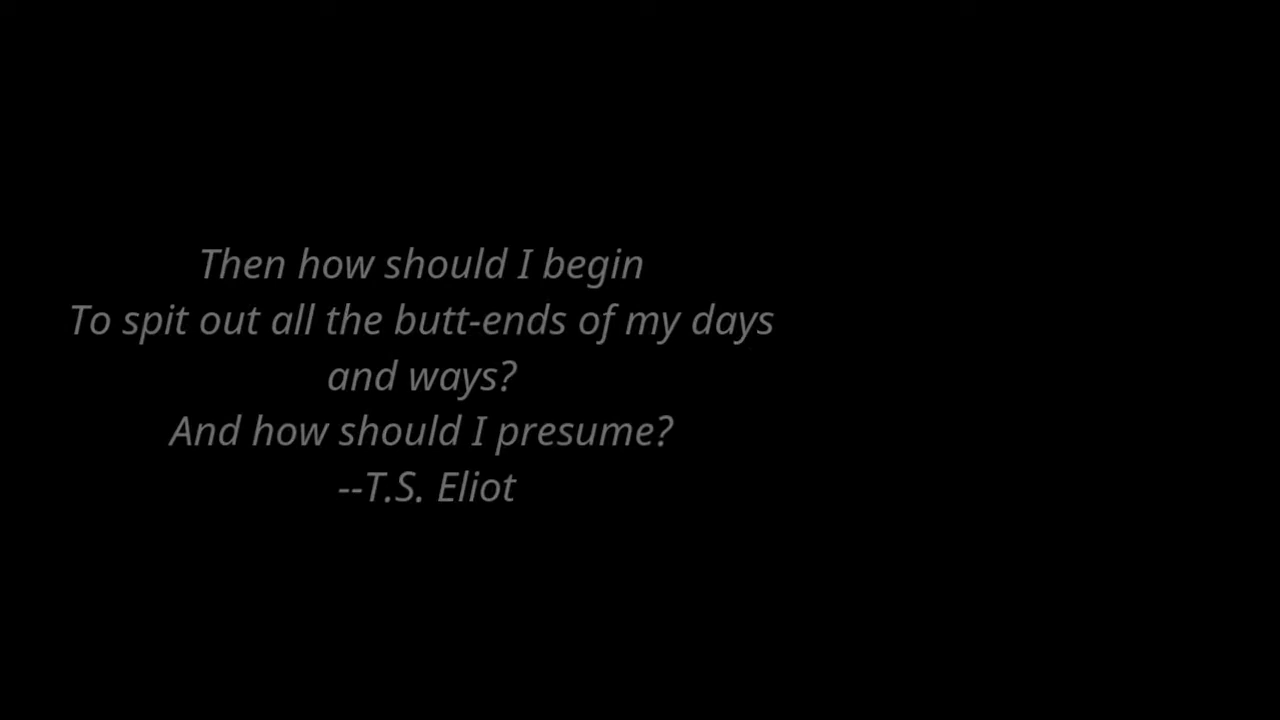 Then how should I begin
To spit out all the butt-ends of my days
and ways?
And how should I presume?
--T.S. Eliot